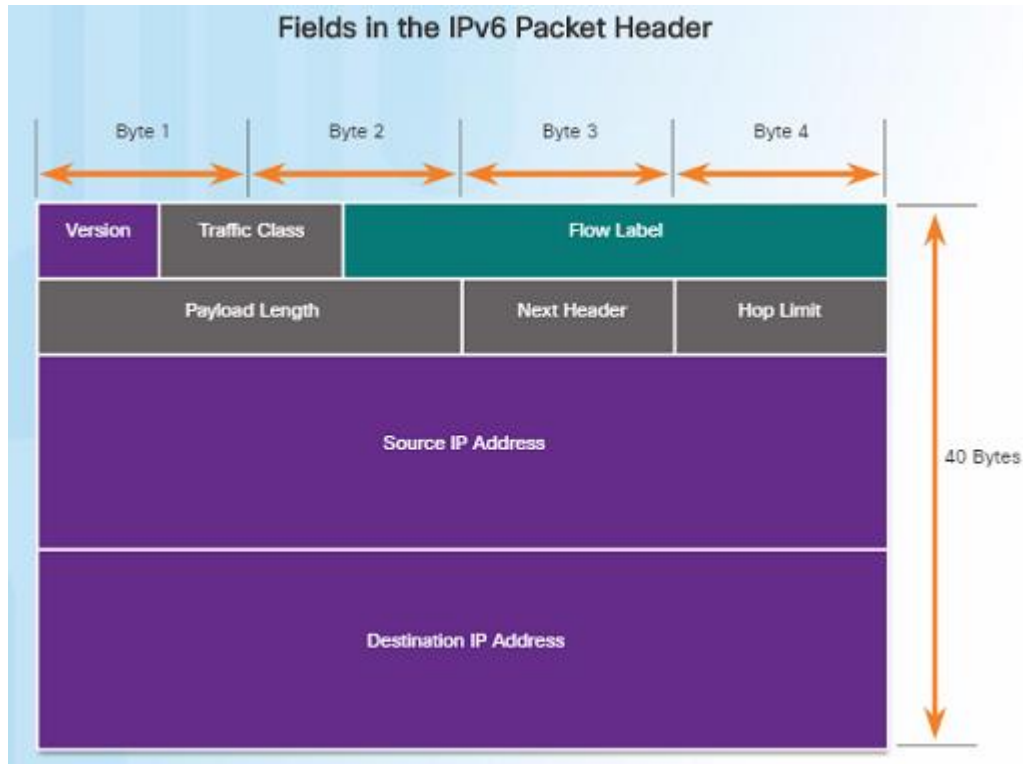 Fields in the IPv6 Packet Header
Byte 1 Byte 2 Byte 3 Byte 4
Version Traffic Class Flow Label
Payload Length Next Header Hop Limit
Source IP Address
40 Bytes
Destination IP Address